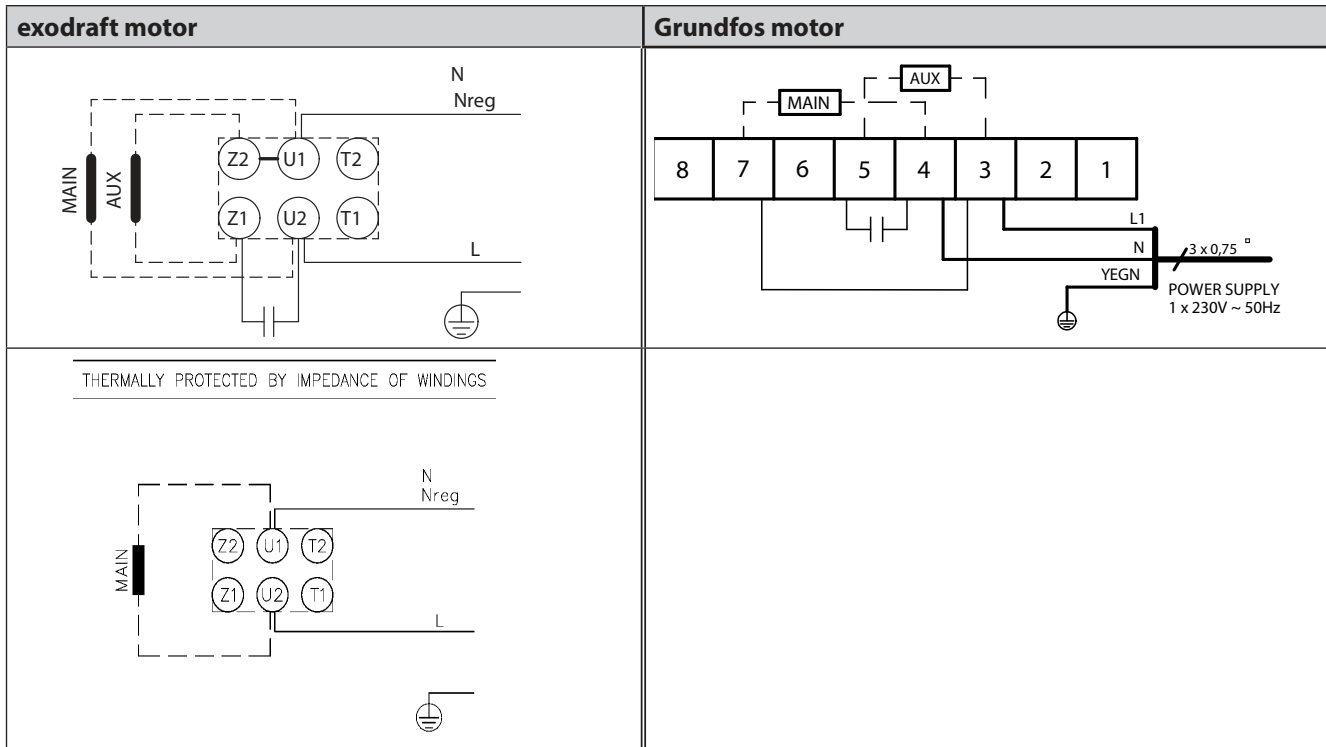 exodraft motor
Grundfos motor
N
Nreg
MAIN
AUX
Z2 U1 T2
Z1 U2 T1
L
AUX
MAIN
8 7 6 5 4 3 2 1
L1
N
YEGN
3 x 0,75
POWER SUPPLY
1 x 230V ~ 50Hz
THERMALLY PROTECTED BY IMPEDANCE OF WINDINGS
N
Nreg
MAIN
Z2 U1 T2
Z1 U2 T1
L